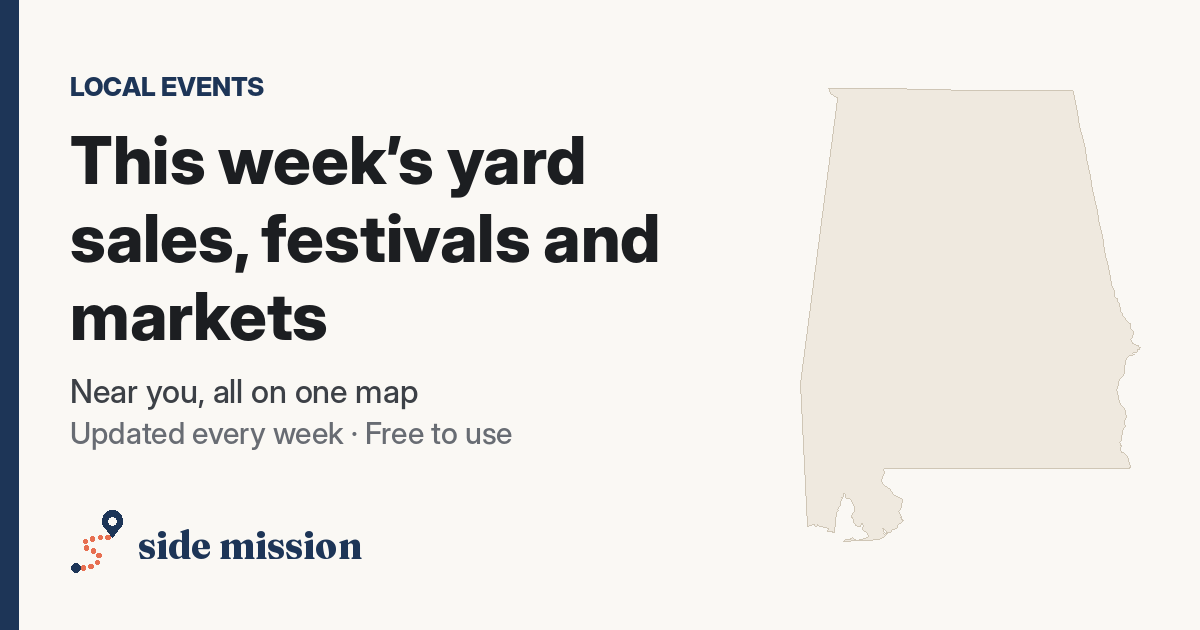 LOCAL EVENTS
This week’s yard
sales, festivals and
markets
Near you, all on one map
Updated every week · Free to use
side mission